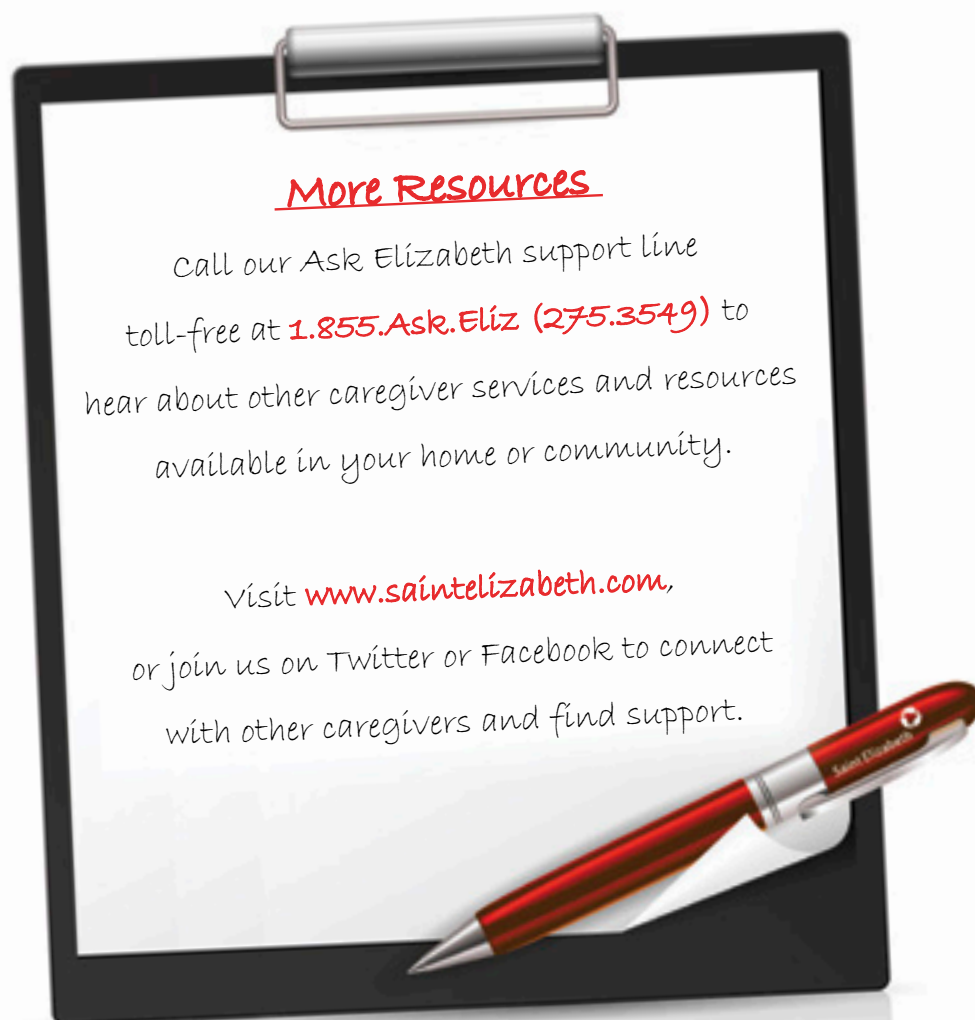 More Resources
Call our Ask Elizabeth support line
toll-free at 1.855.Ask.Eliz (275.3549) to
hear about other caregiver services and resources
available in your home or community.
Visit www.saintelizabeth.com,
or join us on Twitter or Facebook to connect
with other caregivers and find support.
Saint Elizabeth